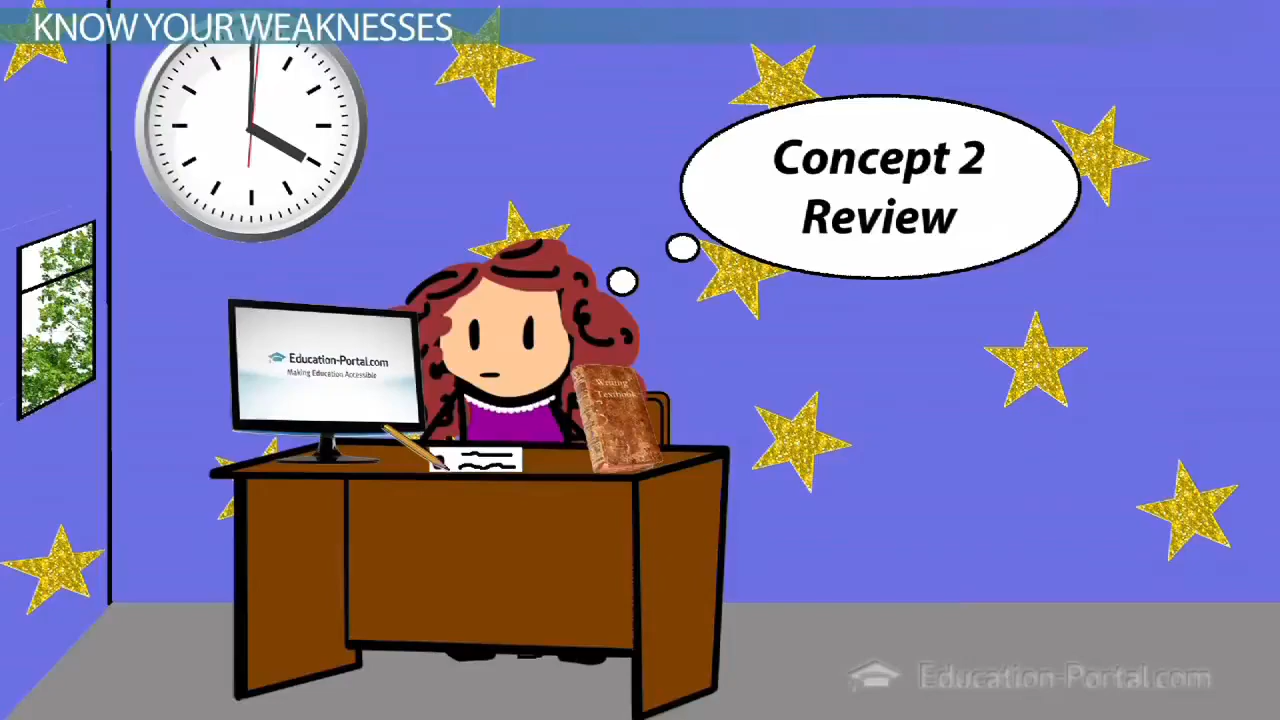 KNOW YOUR WEAKNESSES
Concept 2
Review
Education-Portal.com
Making Education Accessible
Writing
Textbook
Education-Portal.com